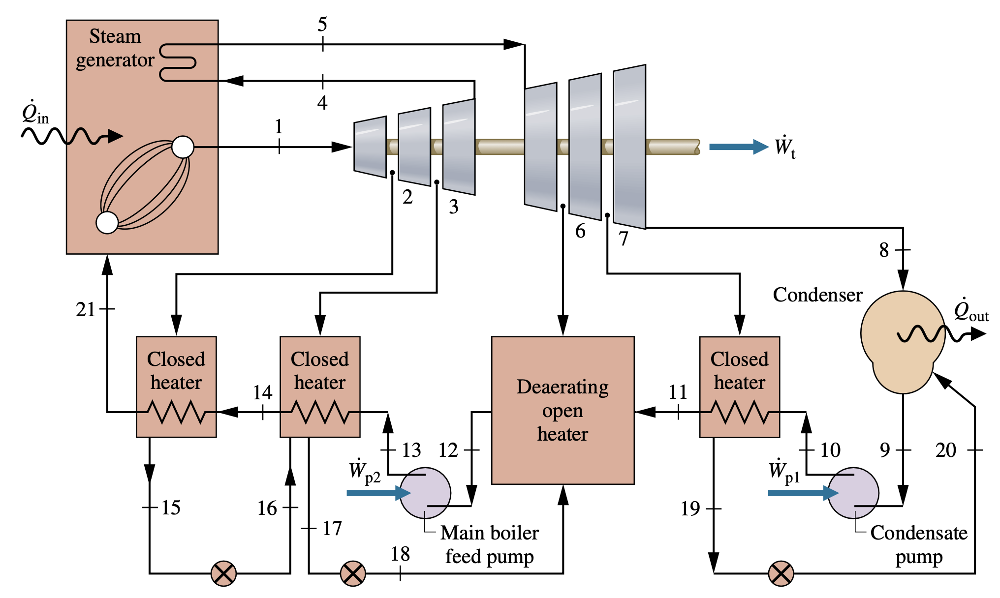 5
Steam
generator
4
Q̇in
1
Ẇt
2
3
6
7
8
Condenser
Q̇out
21
Closed
heater
Closed
heater
Deaerating
open
heater
Closed
heater
14
11
13
12
10
9
20
Ẇp2
Ẇp1
15
16
17
19
Main boiler
feed pump
Condensate
pump
18